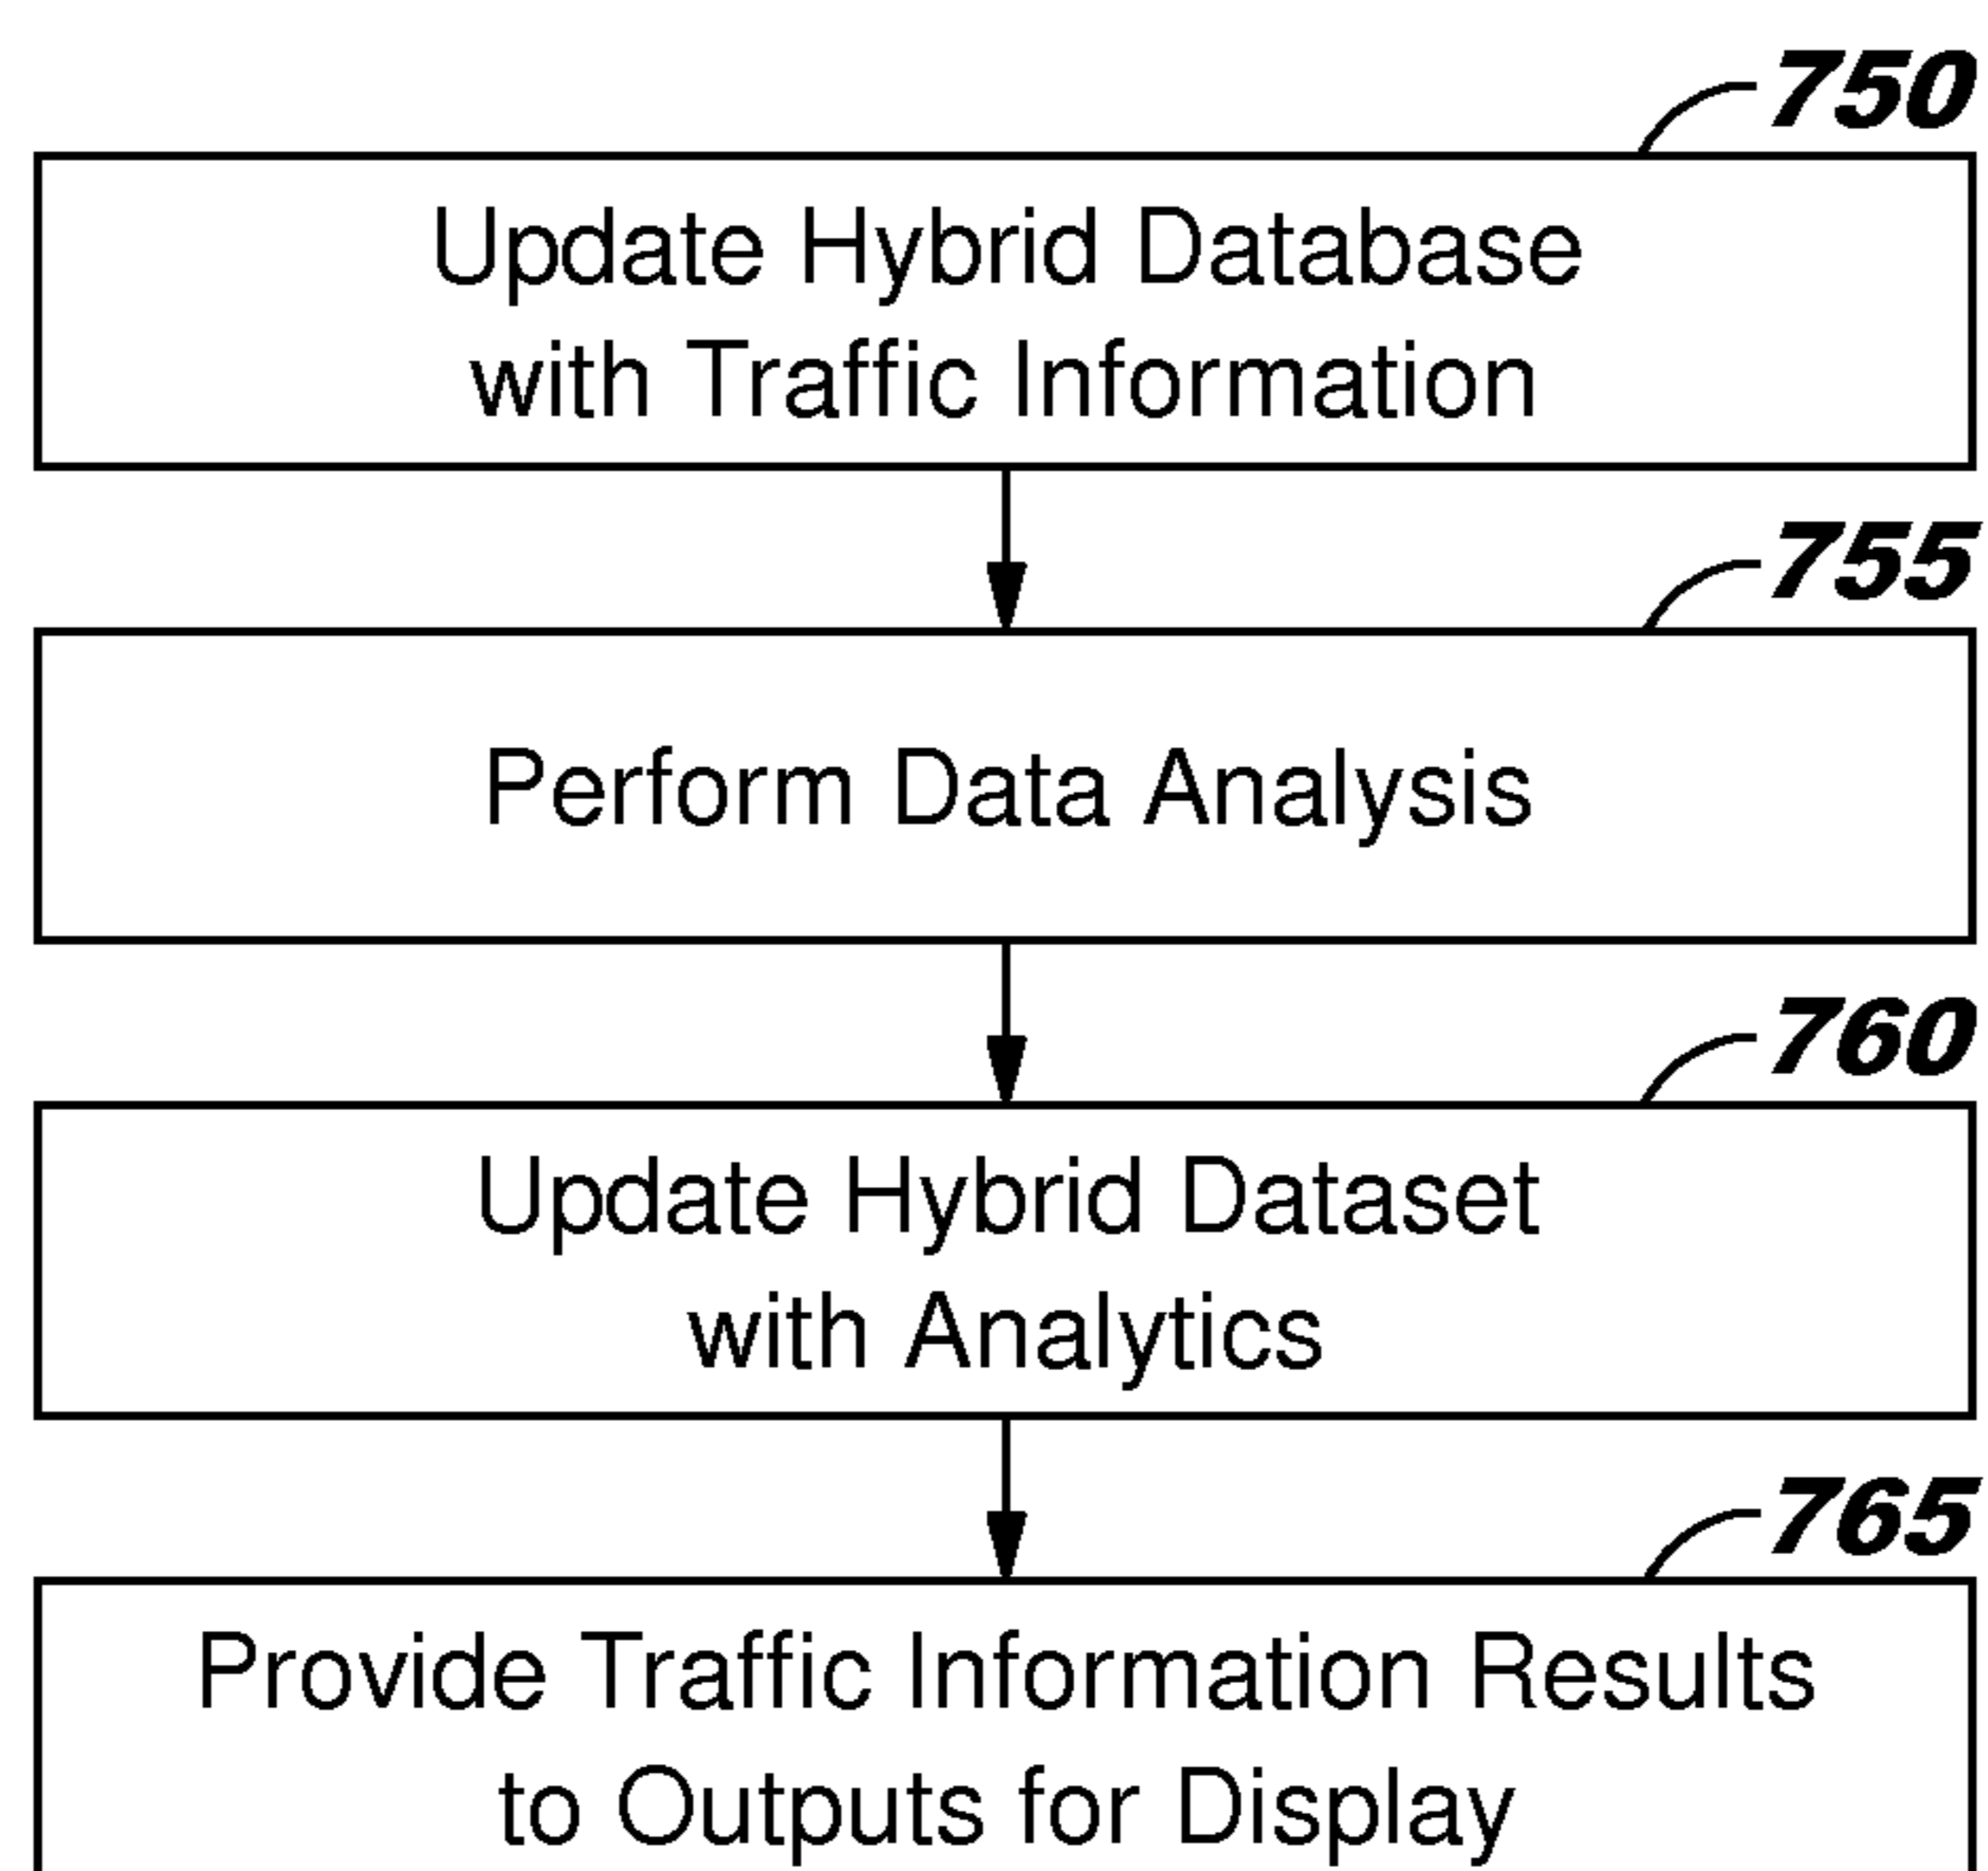 750
Update Hybrid Database
with Traffic Information
755
Perform Data Analysis
760
Update Hybrid Dataset
with Analytics
765
Provide Traffic Information Results
to Outputs for Display